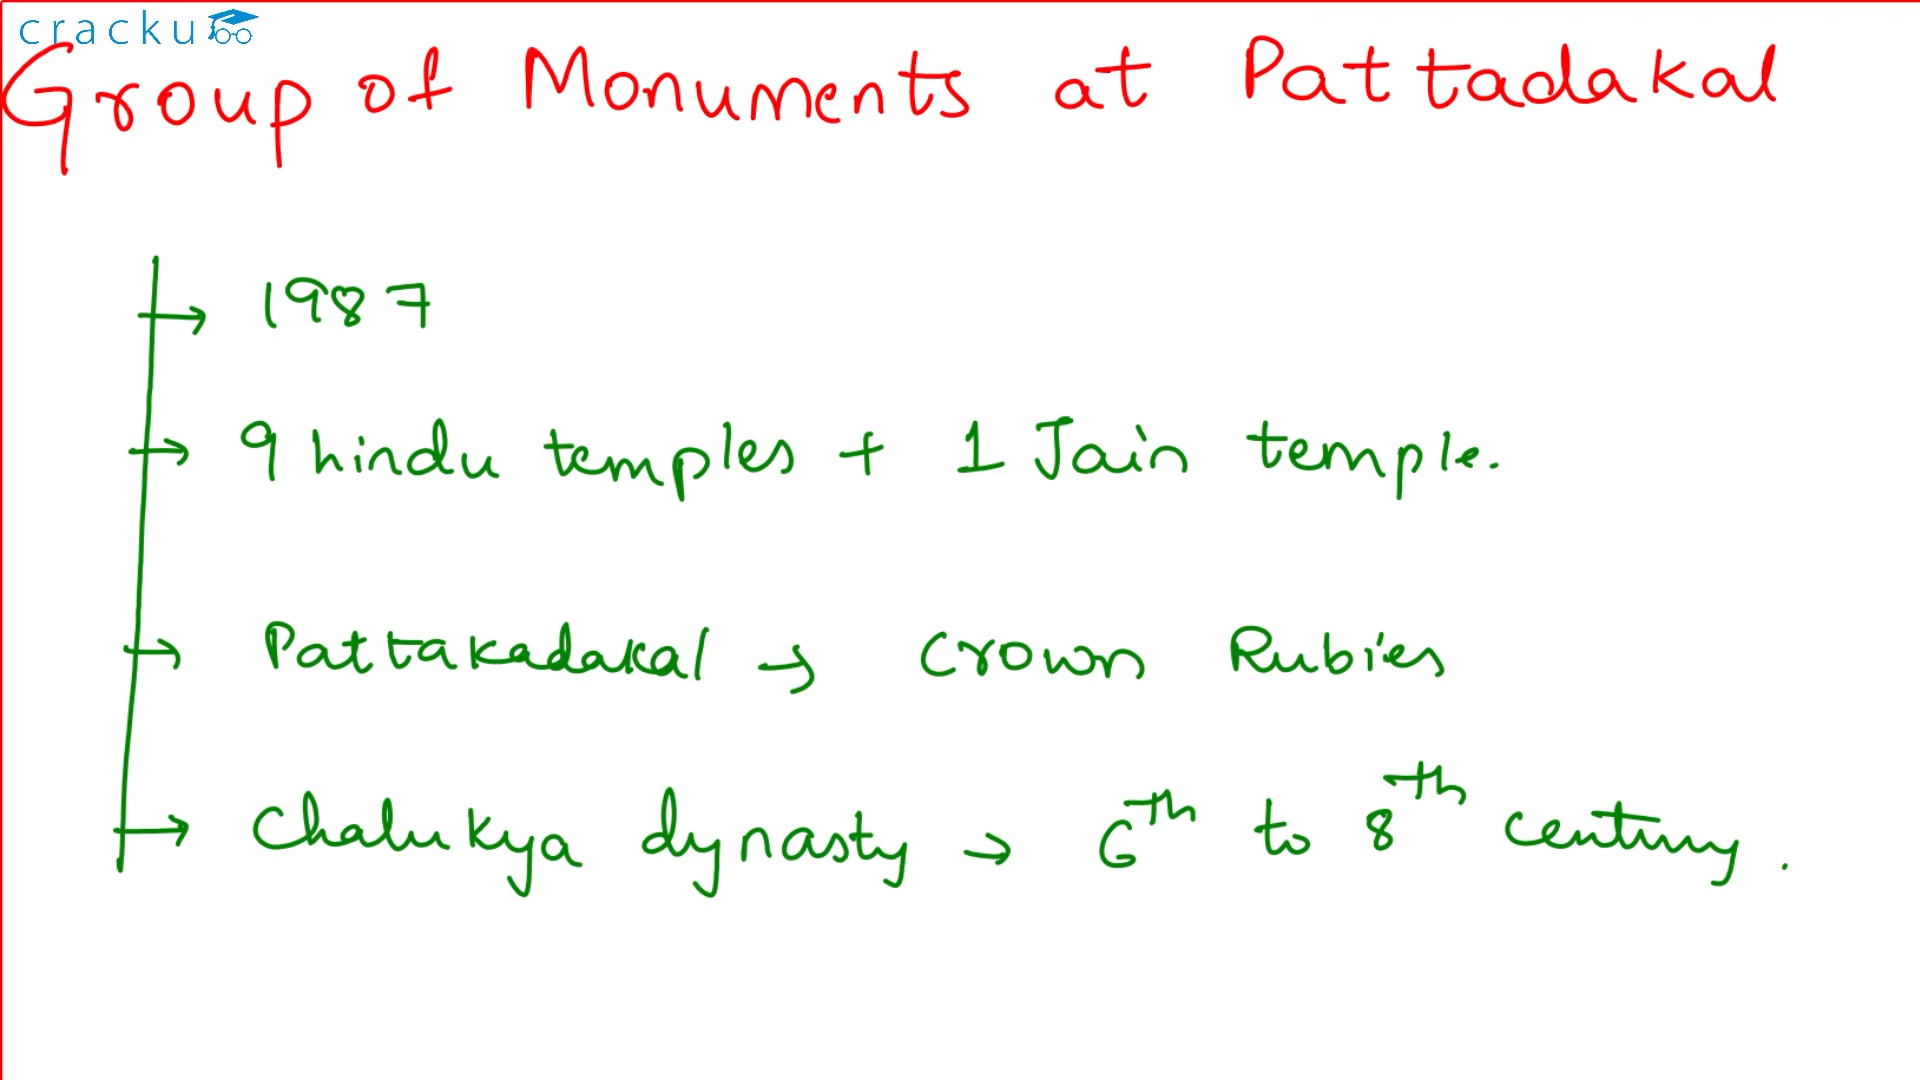 cracku
Group of Monuments at Pattadakal
→ 1987
→ 9 hindu temples + 1 Jain temple.
→ Pattakadakal → Crown Rubies
→ Chalukya dynasty → 6th to 8th century.